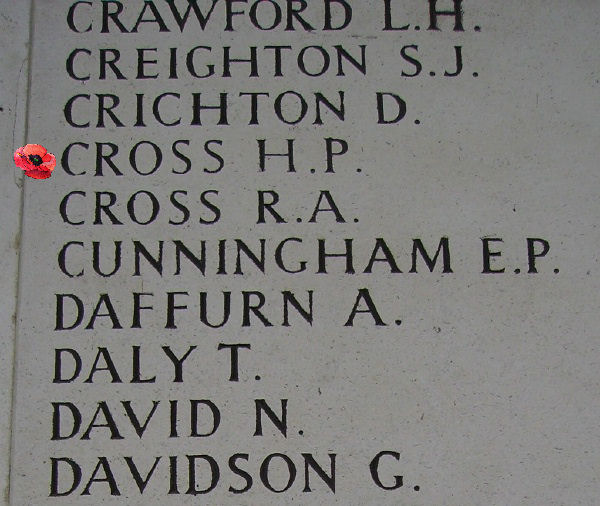 CRAWFORD L.H.
CREIGHTON S.J.
CRICHTON D.
CROSS H.P.
CROSS R.A.
CUNNINGHAM E.P.
DAFFURN A.
DALY T.
DAVID N.
DAVIDSON G.